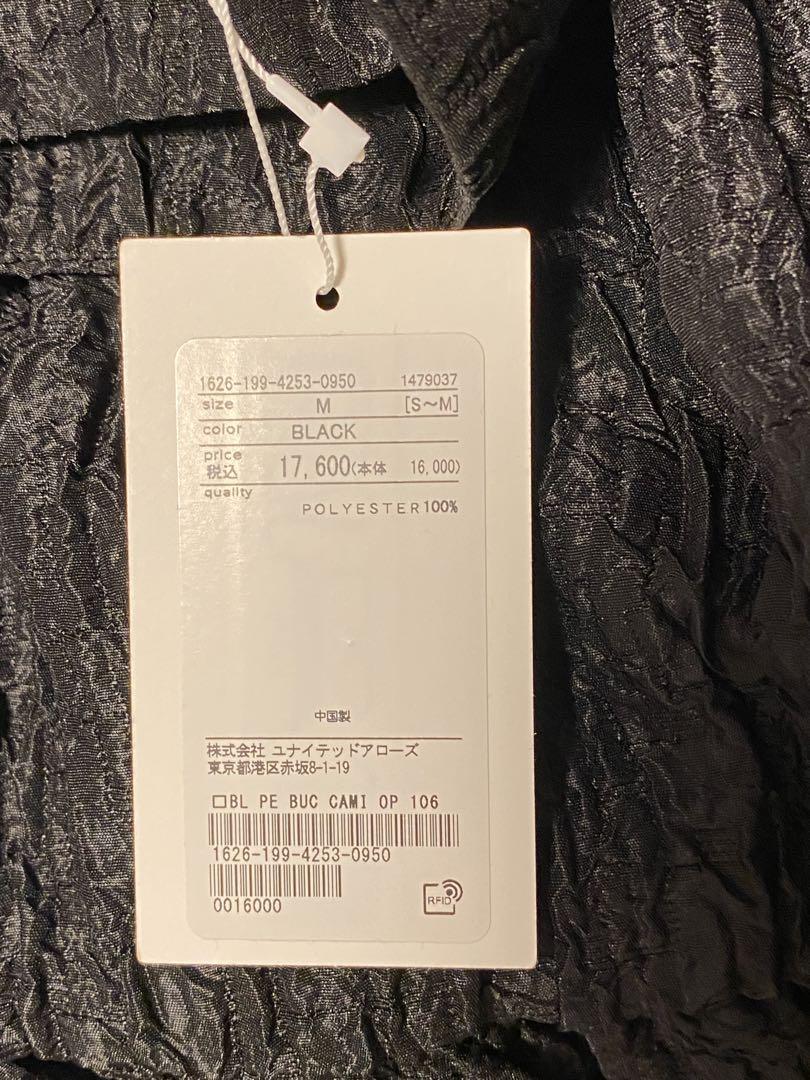 1626-199-4253-0950 1479037
size M [S～M]
color BLACK
price
税込 17,600(本体 16,000)
quality
POLYESTER100%
中国製
株式会社 ユナイテッドアローズ
東京都港区赤坂8-1-19
□BL PE BUC CAMI OP 106
1626-199-4253-0950
0016000
RFID